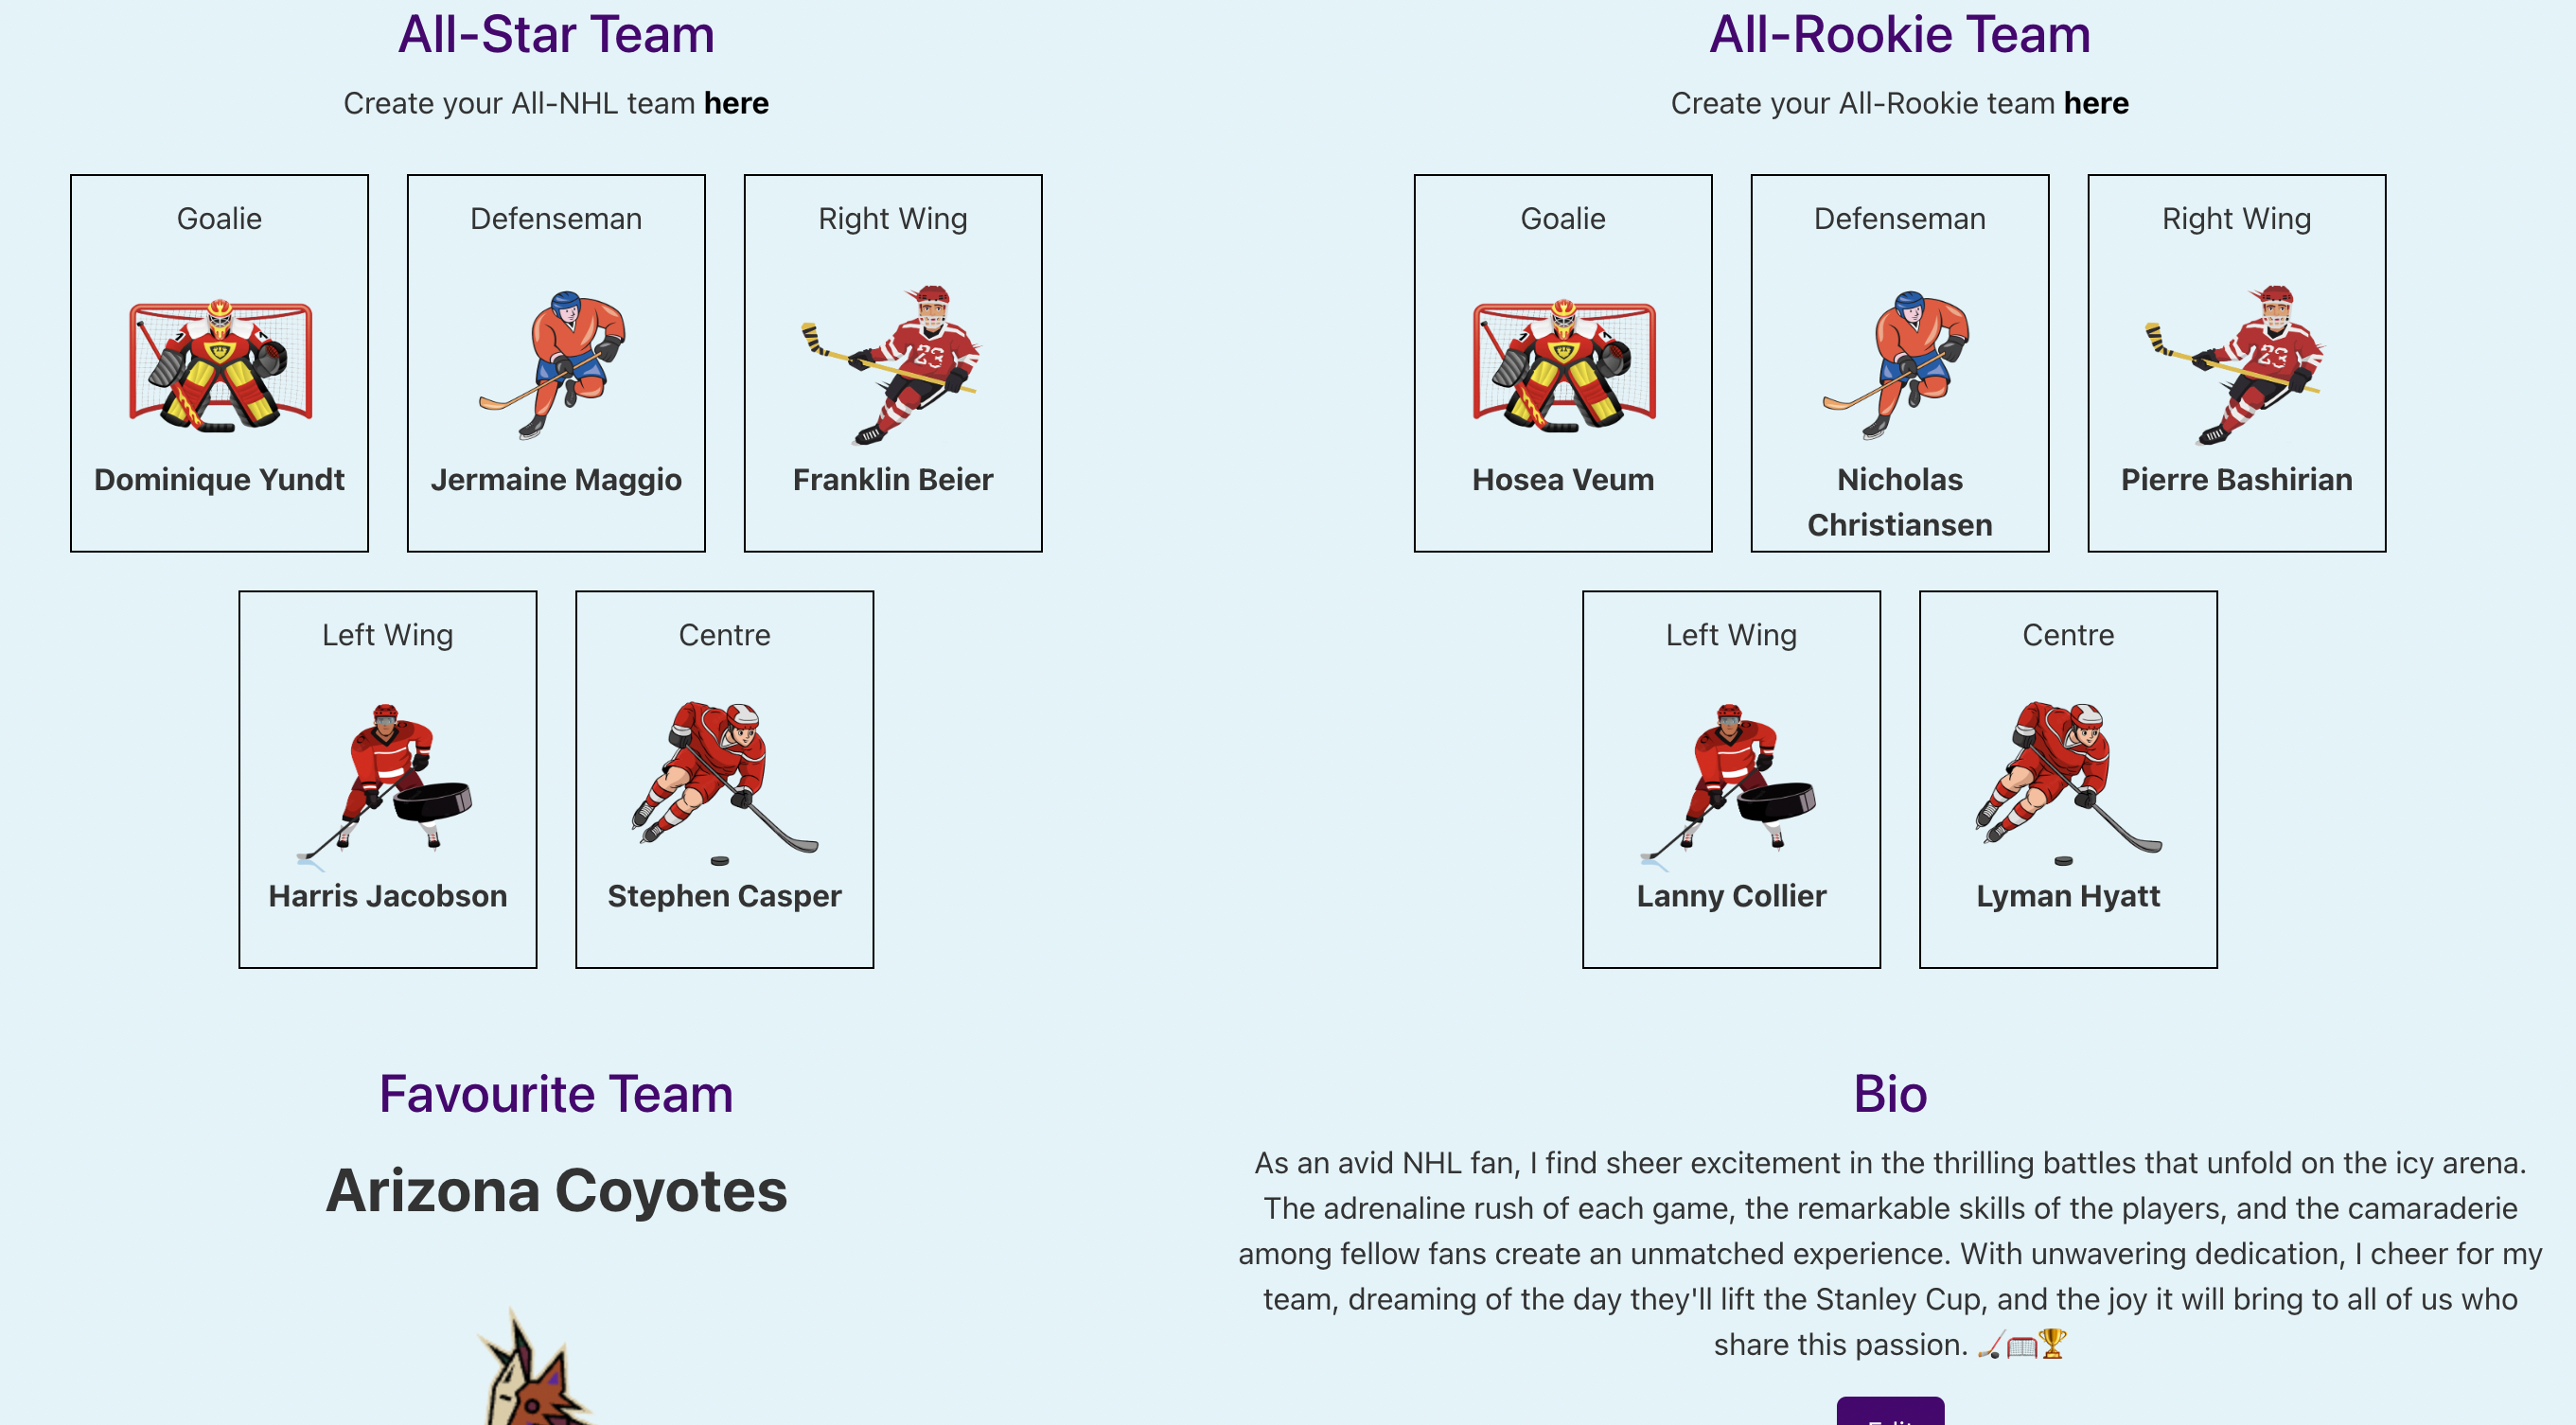 All-Star Team
Create your All-NHL team here
Goalie
Dominique Yundt
Defenseman
Jermaine Maggio
Right Wing
23
Franklin Beier
Left Wing
Harris Jacobson
Centre
Stephen Casper
All-Rookie Team
Create your All-Rookie team here
Goalie
Hosea Veum
Defenseman
Nicholas
Christiansen
Right Wing
23
Pierre Bashirian
Left Wing
Lanny Collier
Centre
Lyman Hyatt
Favourite Team
Arizona Coyotes
Bio
As an avid NHL fan, I find sheer excitement in the thrilling battles that unfold on the icy arena.
The adrenaline rush of each game, the remarkable skills of the players, and the camaraderie
among fellow fans create an unmatched experience. With unwavering dedication, I cheer for my
team, dreaming of the day they'll lift the Stanley Cup, and the joy it will bring to all of us who
share this passion. 🏒🥅🏆